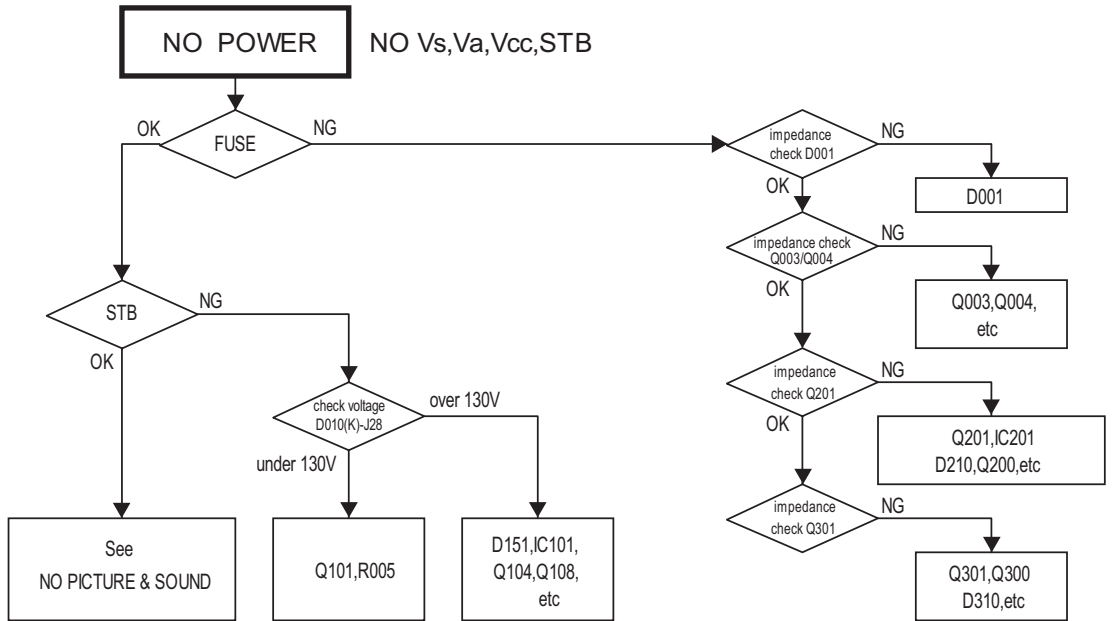 NO POWER
NO Vs,Va,Vcc,STB
OK
FUSE
NG
impedance
check D001
NG
OK
D001
impedance check
Q003/Q004
NG
OK
Q003,Q004,
etc
STB
NG
OK
check voltage
D010(K)-J28
over 130V
under 130V
impedance
check Q201
NG
OK
Q201,IC201
D210,Q200,etc
impedance
check Q301
NG
See
NO PICTURE & SOUND
Q101,R005
D151,IC101,
Q104,Q108,
etc
Q301,Q300
D310,etc